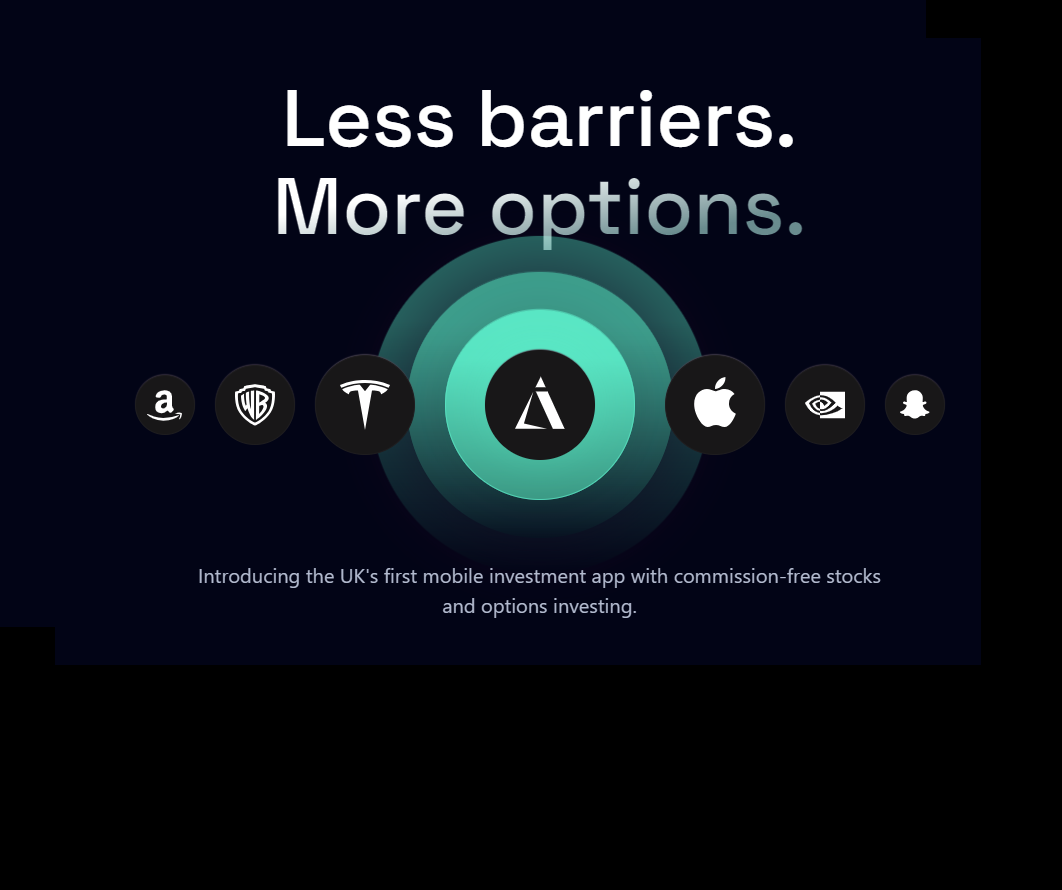 Less barriers.
More options.
a
WB
Introducing the UK's first mobile investment app with commission-free stocks
and options investing.